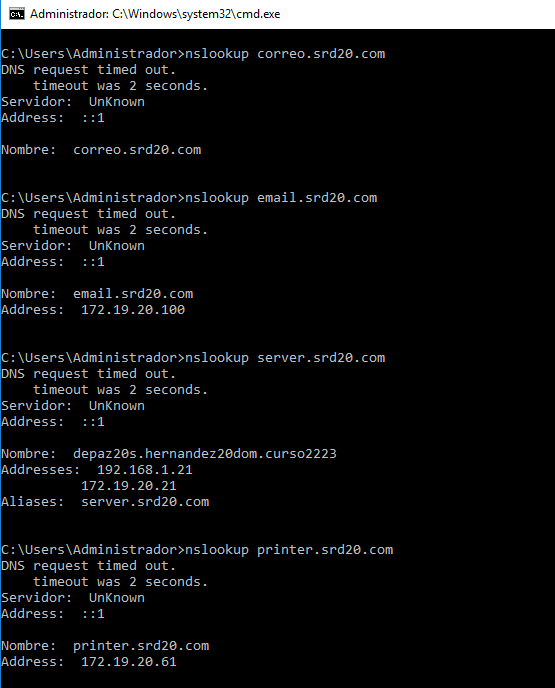 Administrador: C:\Windows\system32\cmd.exe
C:\Users\Administrador>nslookup correo.srd20.com
DNS request timed out.
    timeout was 2 seconds.
Servidor:  UnKnown
Address:  ::1
Nombre:  correo.srd20.com
C:\Users\Administrador>nslookup email.srd20.com
DNS request timed out.
    timeout was 2 seconds.
Servidor:  UnKnown
Address:  ::1
Nombre:  email.srd20.com
Address:  172.19.20.100
C:\Users\Administrador>nslookup server.srd20.com
DNS request timed out.
    timeout was 2 seconds.
Servidor:  UnKnown
Address:  ::1
Nombre:  depaz20s.hernandez20dom.curso2223
Addresses:  192.168.1.21
          172.19.20.21
Aliases:  server.srd20.com
C:\Users\Administrador>nslookup printer.srd20.com
DNS request timed out.
    timeout was 2 seconds.
Servidor:  UnKnown
Address:  ::1
Nombre:  printer.srd20.com
Address:  172.19.20.61